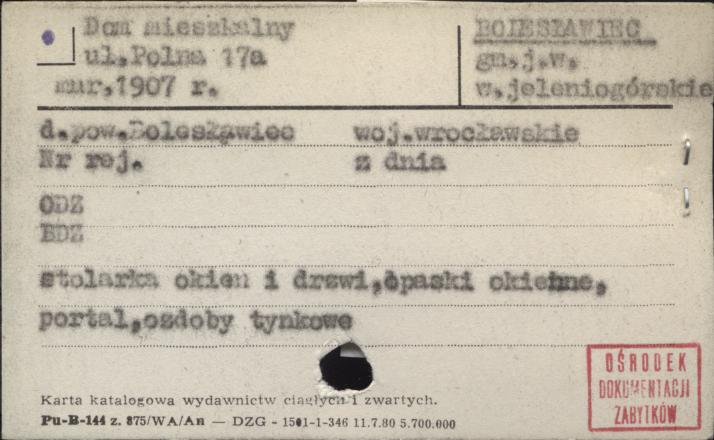 Dom mieszkalny
ul.Polna 17a
mur.1907 r.
BOLESŁAWIEC
gm.j.w.
w.jeleniogórskie
d.pow.Bolesławiec woj.wrocławskie
Nr rej. z dnia
ODZ
BDZ
stolarka okien i drzwi,opaski okienne,
portal,ozdoby tynkowe
Karta katalogowa wydawnictw ciągłych i zwartych.
Pu-B-144 z. 875/WA/An — DZG - 1501-1-346 11.7.80 5.700.000
OŚRODEK
DOKUMENTACJI
ZABYTKÓW